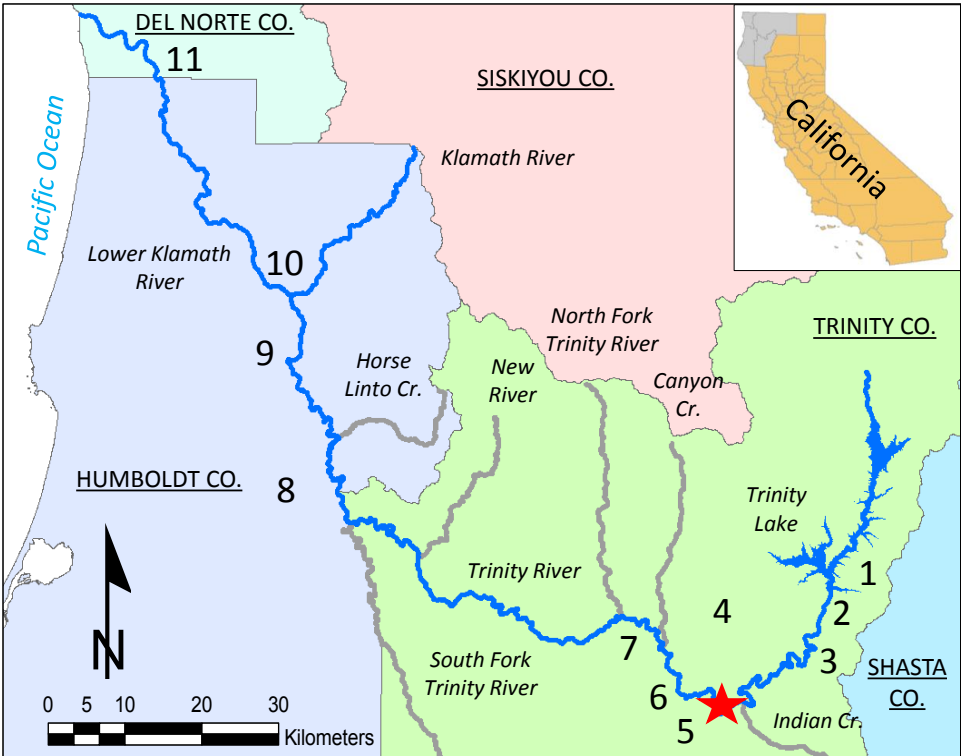 DEL NORTE CO.
11
SISKIYOU CO.
California
Pacific Ocean
Klamath River
Lower Klamath
River
10
North Fork
Trinity River
TRINITY CO.
9
Horse
Linto Cr.
New
River
Canyon
Cr.
HUMBOLDT CO.
8
Trinity
Lake
1
Trinity River
2
4
7
3
South Fork
Trinity River
SHASTA
CO.
6
5
Indian Cr.
N
0 5 10 20 30
Kilometers